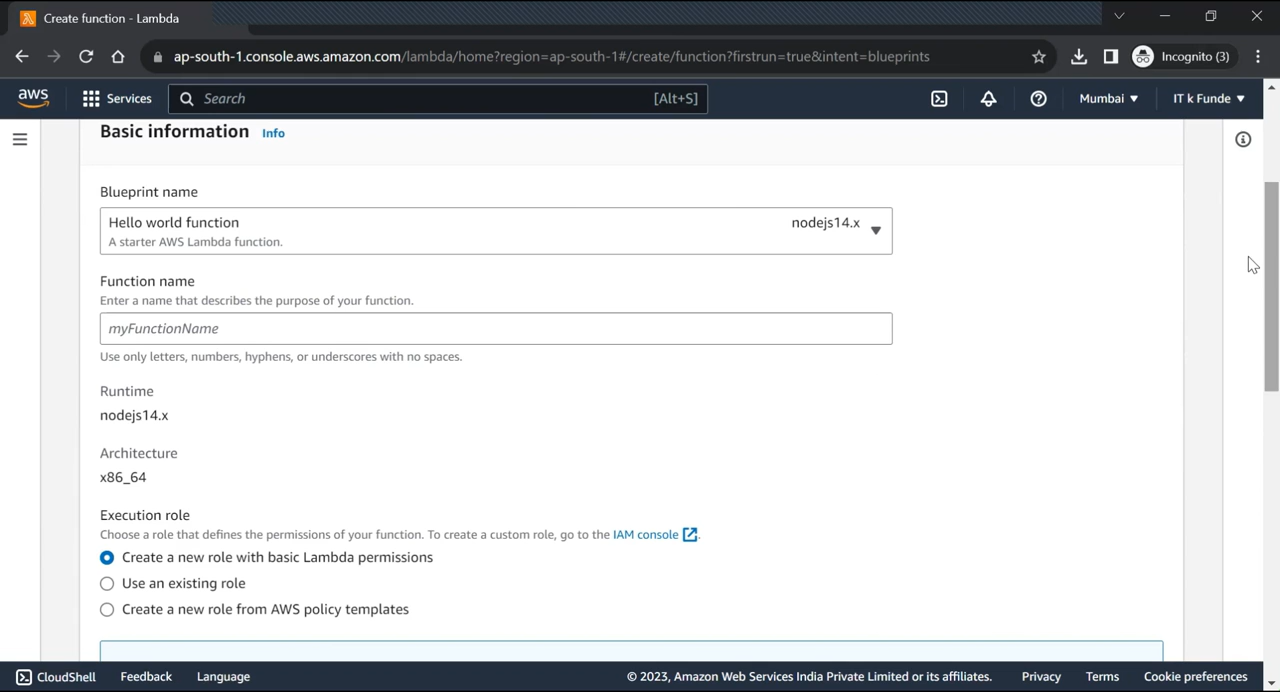 Create function - Lambda
ap-south-1.console.aws.amazon.com/lambda/home?region=ap-south-1#/create/function?firstrun=true&intent=blueprints
Incognito (3)
aws
Services
Search
[Alt+S]
Mumbai
IT k Funde
Basic information
Info
Blueprint name
Hello world function
nodejs14.x
A starter AWS Lambda function.
Function name
Enter a name that describes the purpose of your function.
myFunctionName
Use only letters, numbers, hyphens, or underscores with no spaces.
Runtime
nodejs14.x
Architecture
x86_64
Execution role
Choose a role that defines the permissions of your function. To create a custom role, go to the IAM console.
Create a new role with basic Lambda permissions
Use an existing role
Create a new role from AWS policy templates
CloudShell
Feedback
Language
© 2023, Amazon Web Services India Private Limited or its affiliates.
Privacy
Terms
Cookie preferences